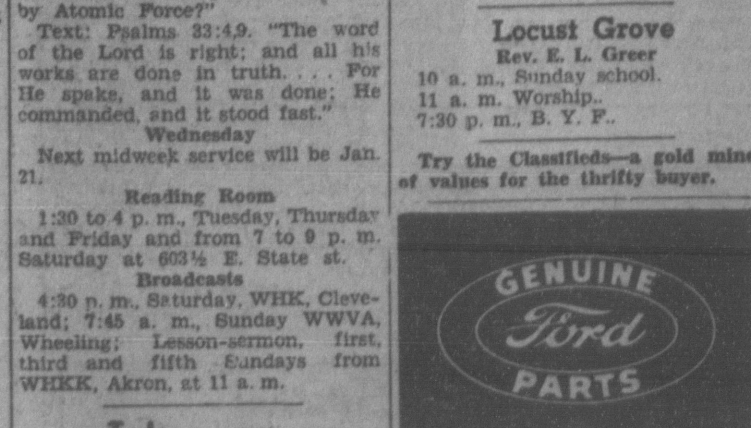 by Atomic Force?"
Text: Psalms 33:4,9. "The word
of the Lord is right; and all his
works are done in truth. . . . For
He spake, and it was done; He
commanded, and it stood fast."
Wednesday
Next midweek service will be Jan.
21.
Reading Room
1:30 to 4 p. m., Tuesday, Thursday
and Friday and from 7 to 9 p. m.
Saturday at 603½ E. State st.
Broadcasts
4:30 p. m., Saturday, WHK, Cleve-
land; 7:45 a. m., Sunday WWVA,
Wheeling; Lesson-sermon, first,
third and fifth Sundays from
WHKK, Akron, at 11 a. m.
Locust Grove
Rev. E. L. Greer
10 a. m., Sunday school.
11 a. m. Worship..
7:30 p. m., B. Y. F..
Try the Classifieds—a gold mine
of values for the thrifty buyer.
GENUINE
Ford
PARTS